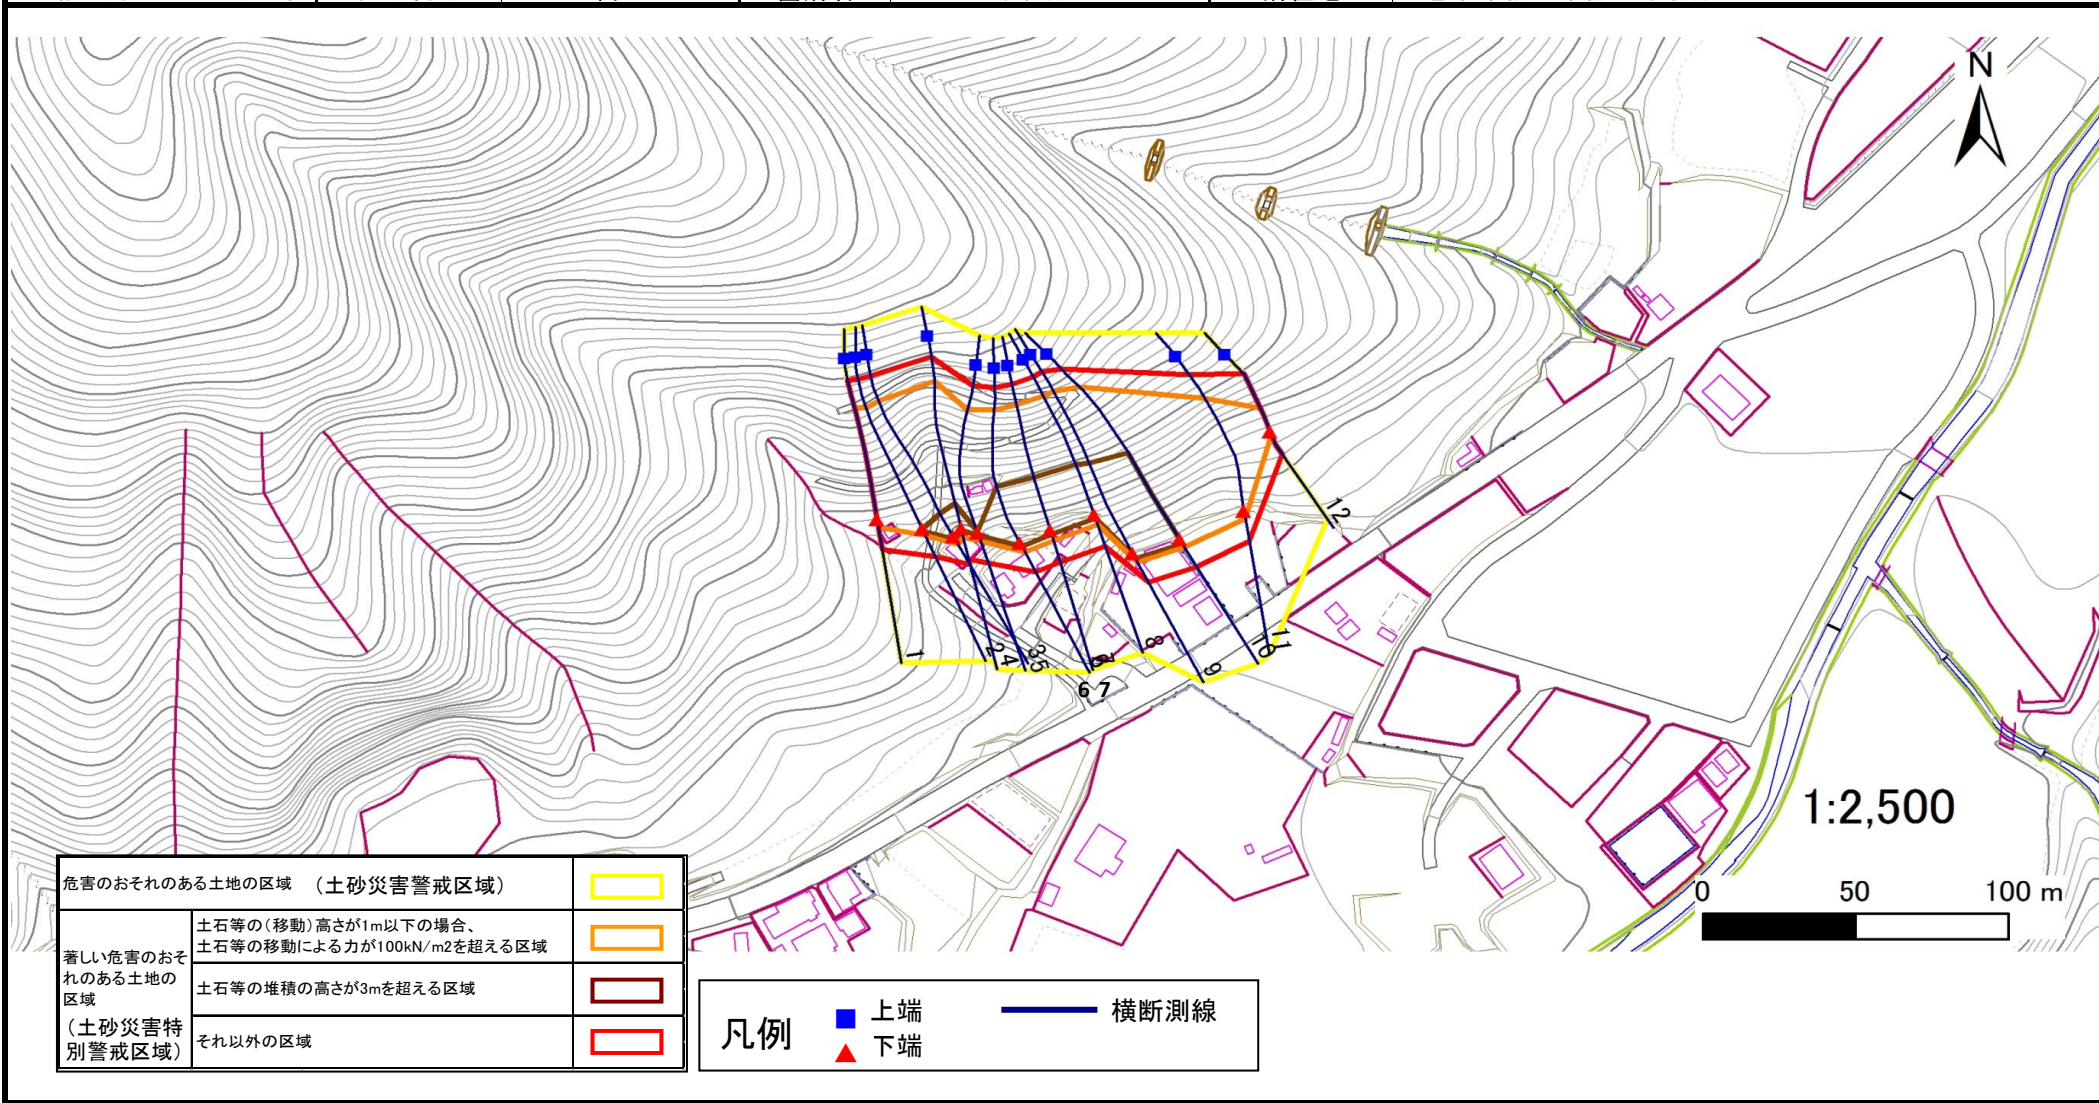 N
12
11
10
1
2
4
3
5
6
7
8
9
6 7
1:2,500
0 50 100 m
危害のおそれのある土地の区域 （土砂災害警戒区域）
著しい危害のおそ
れのある土地の
区域
（土砂災害特
別警戒区域）
土石等の（移動）高さが1m以下の場合、
土石等の移動による力が100kN/m2を超える区域
土石等の堆積の高さが3mを超える区域
それ以外の区域
凡例
上端
下端
横断測線